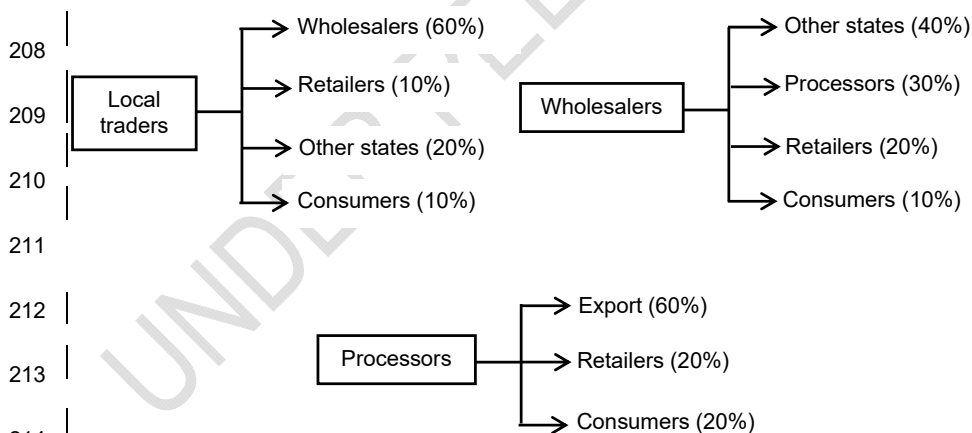 208
209
210
211
212
213
Local
traders
Wholesalers (60%)
Retailers (10%)
Other states (20%)
Consumers (10%)
Wholesalers
Other states (40%)
Processors (30%)
Retailers (20%)
Consumers (10%)
Processors
Export (60%)
Retailers (20%)
Consumers (20%)